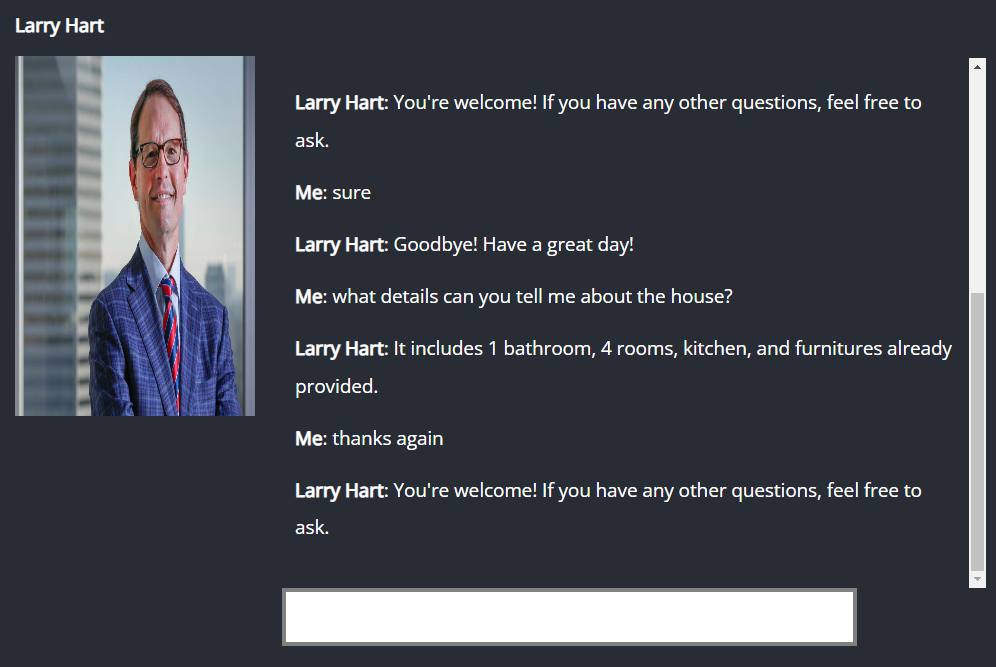 Larry Hart
Larry Hart: You're welcome! If you have any other questions, feel free to
ask.
Me: sure
Larry Hart: Goodbye! Have a great day!
Me: what details can you tell me about the house?
Larry Hart: It includes 1 bathroom, 4 rooms, kitchen, and furnitures already
provided.
Me: thanks again
Larry Hart: You're welcome! If you have any other questions, feel free to
ask.